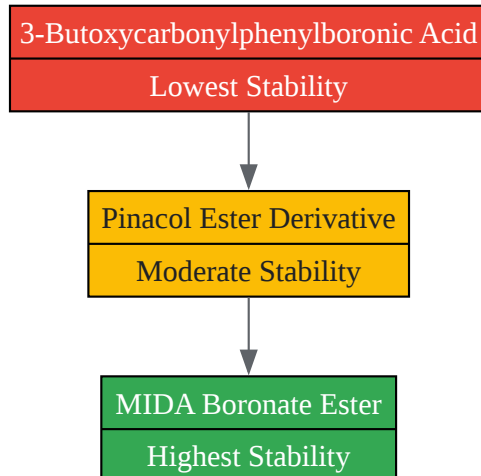 3-Butoxycarbonylphenylboronic Acid
Lowest Stability
Pinacol Ester Derivative
Moderate Stability
MIDA Boronate Ester
Highest Stability